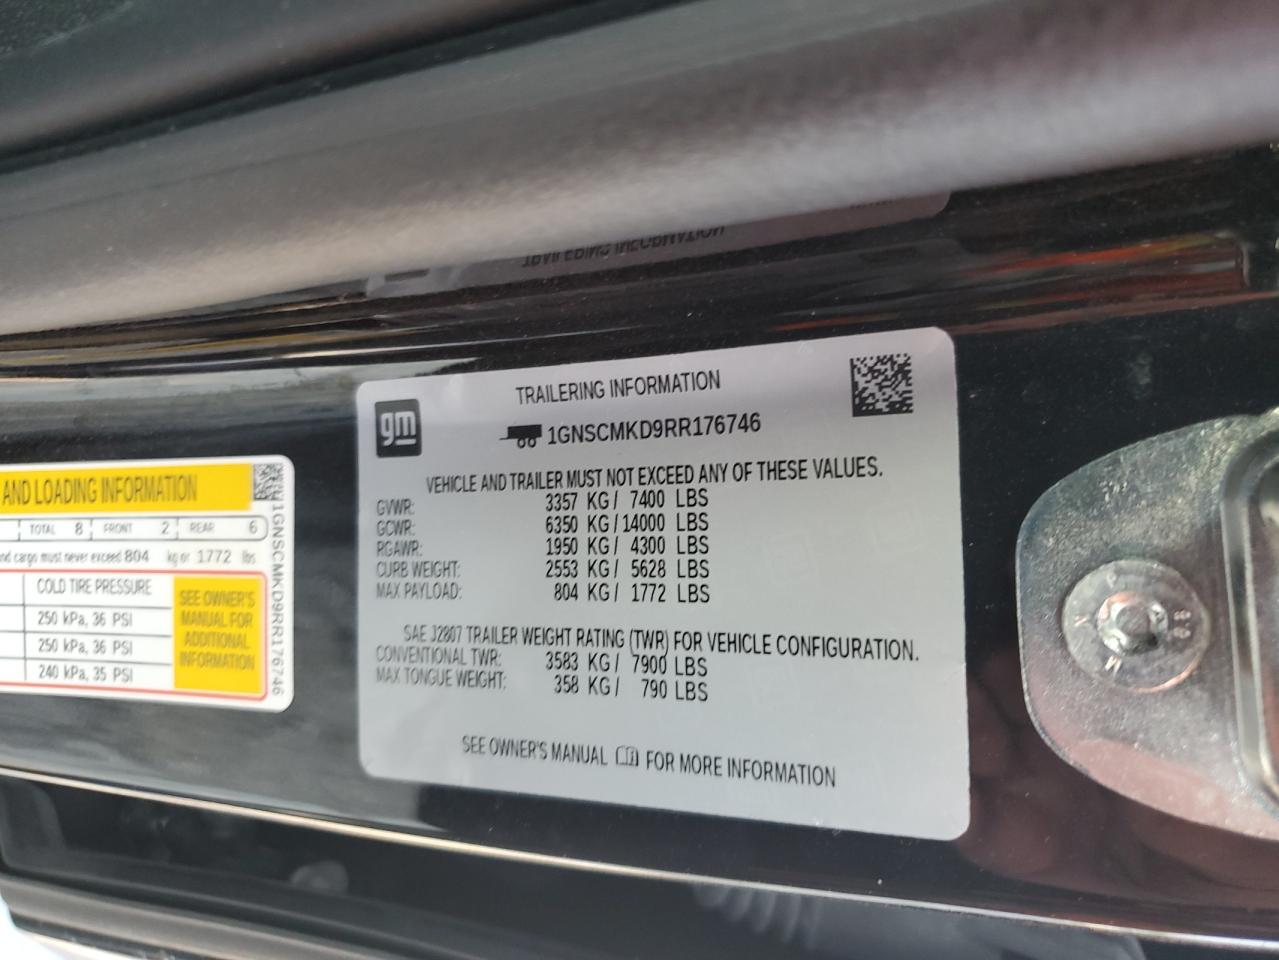 TRAILERING INFORMATION
gm
TRAILERING INFORMATION
1GNSCMKD9RR176746
VEHICLE AND TRAILER MUST NOT EXCEED ANY OF THESE VALUES.
GVWR: 3357 KG/ 7400 LBS
GCWR: 6350 KG/14000 LBS
RGAWR: 1950 KG/ 4300 LBS
CURB WEIGHT: 2553 KG/ 5628 LBS
MAX PAYLOAD: 804 KG/ 1772 LBS
SAE J2807 TRAILER WEIGHT RATING (TWR) FOR VEHICLE CONFIGURATION.
CONVENTIONAL TWR: 3583 KG/ 7900 LBS
MAX TONGUE WEIGHT: 358 KG/ 790 LBS
SEE OWNER'S MANUAL FOR MORE INFORMATION
AND LOADING INFORMATION
TOTAL 8 FRONT 2 REAR 6
cargo must never exceed 804 kg or 1772 lbs
COLD TIRE PRESSURE
250 kPa, 36 PSI
250 kPa, 36 PSI
240 kPa, 35 PSI
SEE OWNER'S
MANUAL FOR
ADDITIONAL
INFORMATION
1GNSCMKD9RR176746